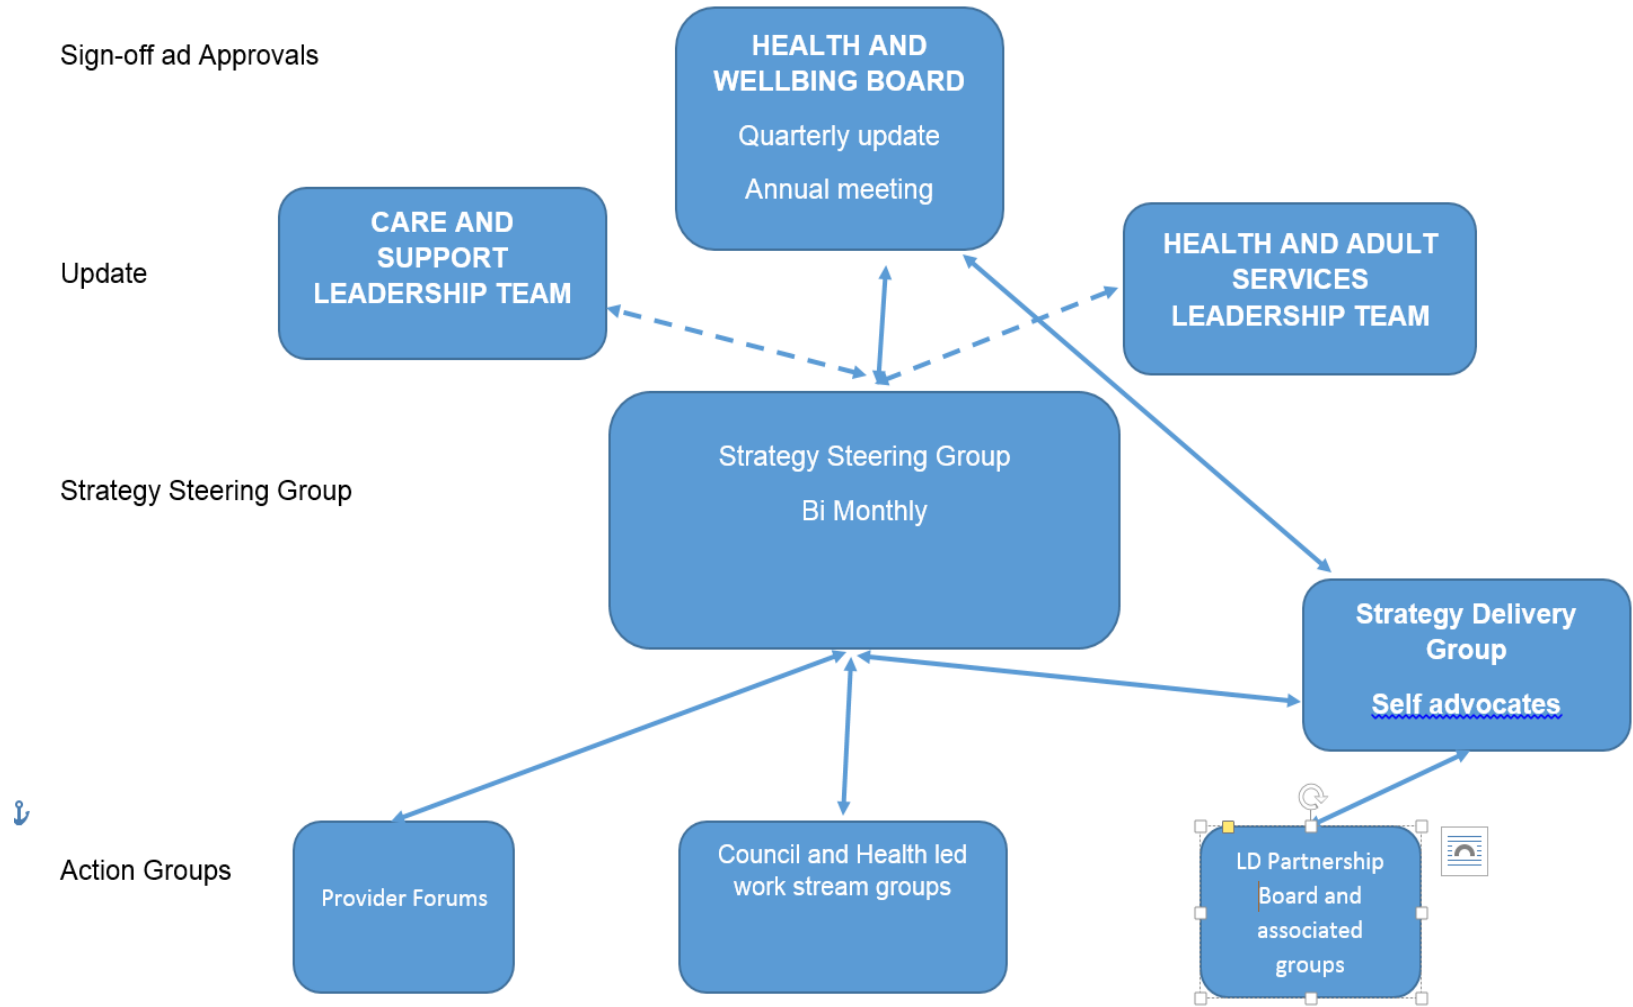 Sign-off ad Approvals
HEALTH AND
WELLBING BOARD
Quarterly update
Annual meeting
CARE AND
SUPPORT
LEADERSHIP TEAM
Update
HEALTH AND ADULT
SERVICES
LEADERSHIP TEAM
Strategy Steering Group
Strategy Steering Group
Bi Monthly
Strategy Delivery
Group
Self advocates
Action Groups
Provider Forums
Council and Health led
work stream groups
LD Partnership
Board and
associated
groups